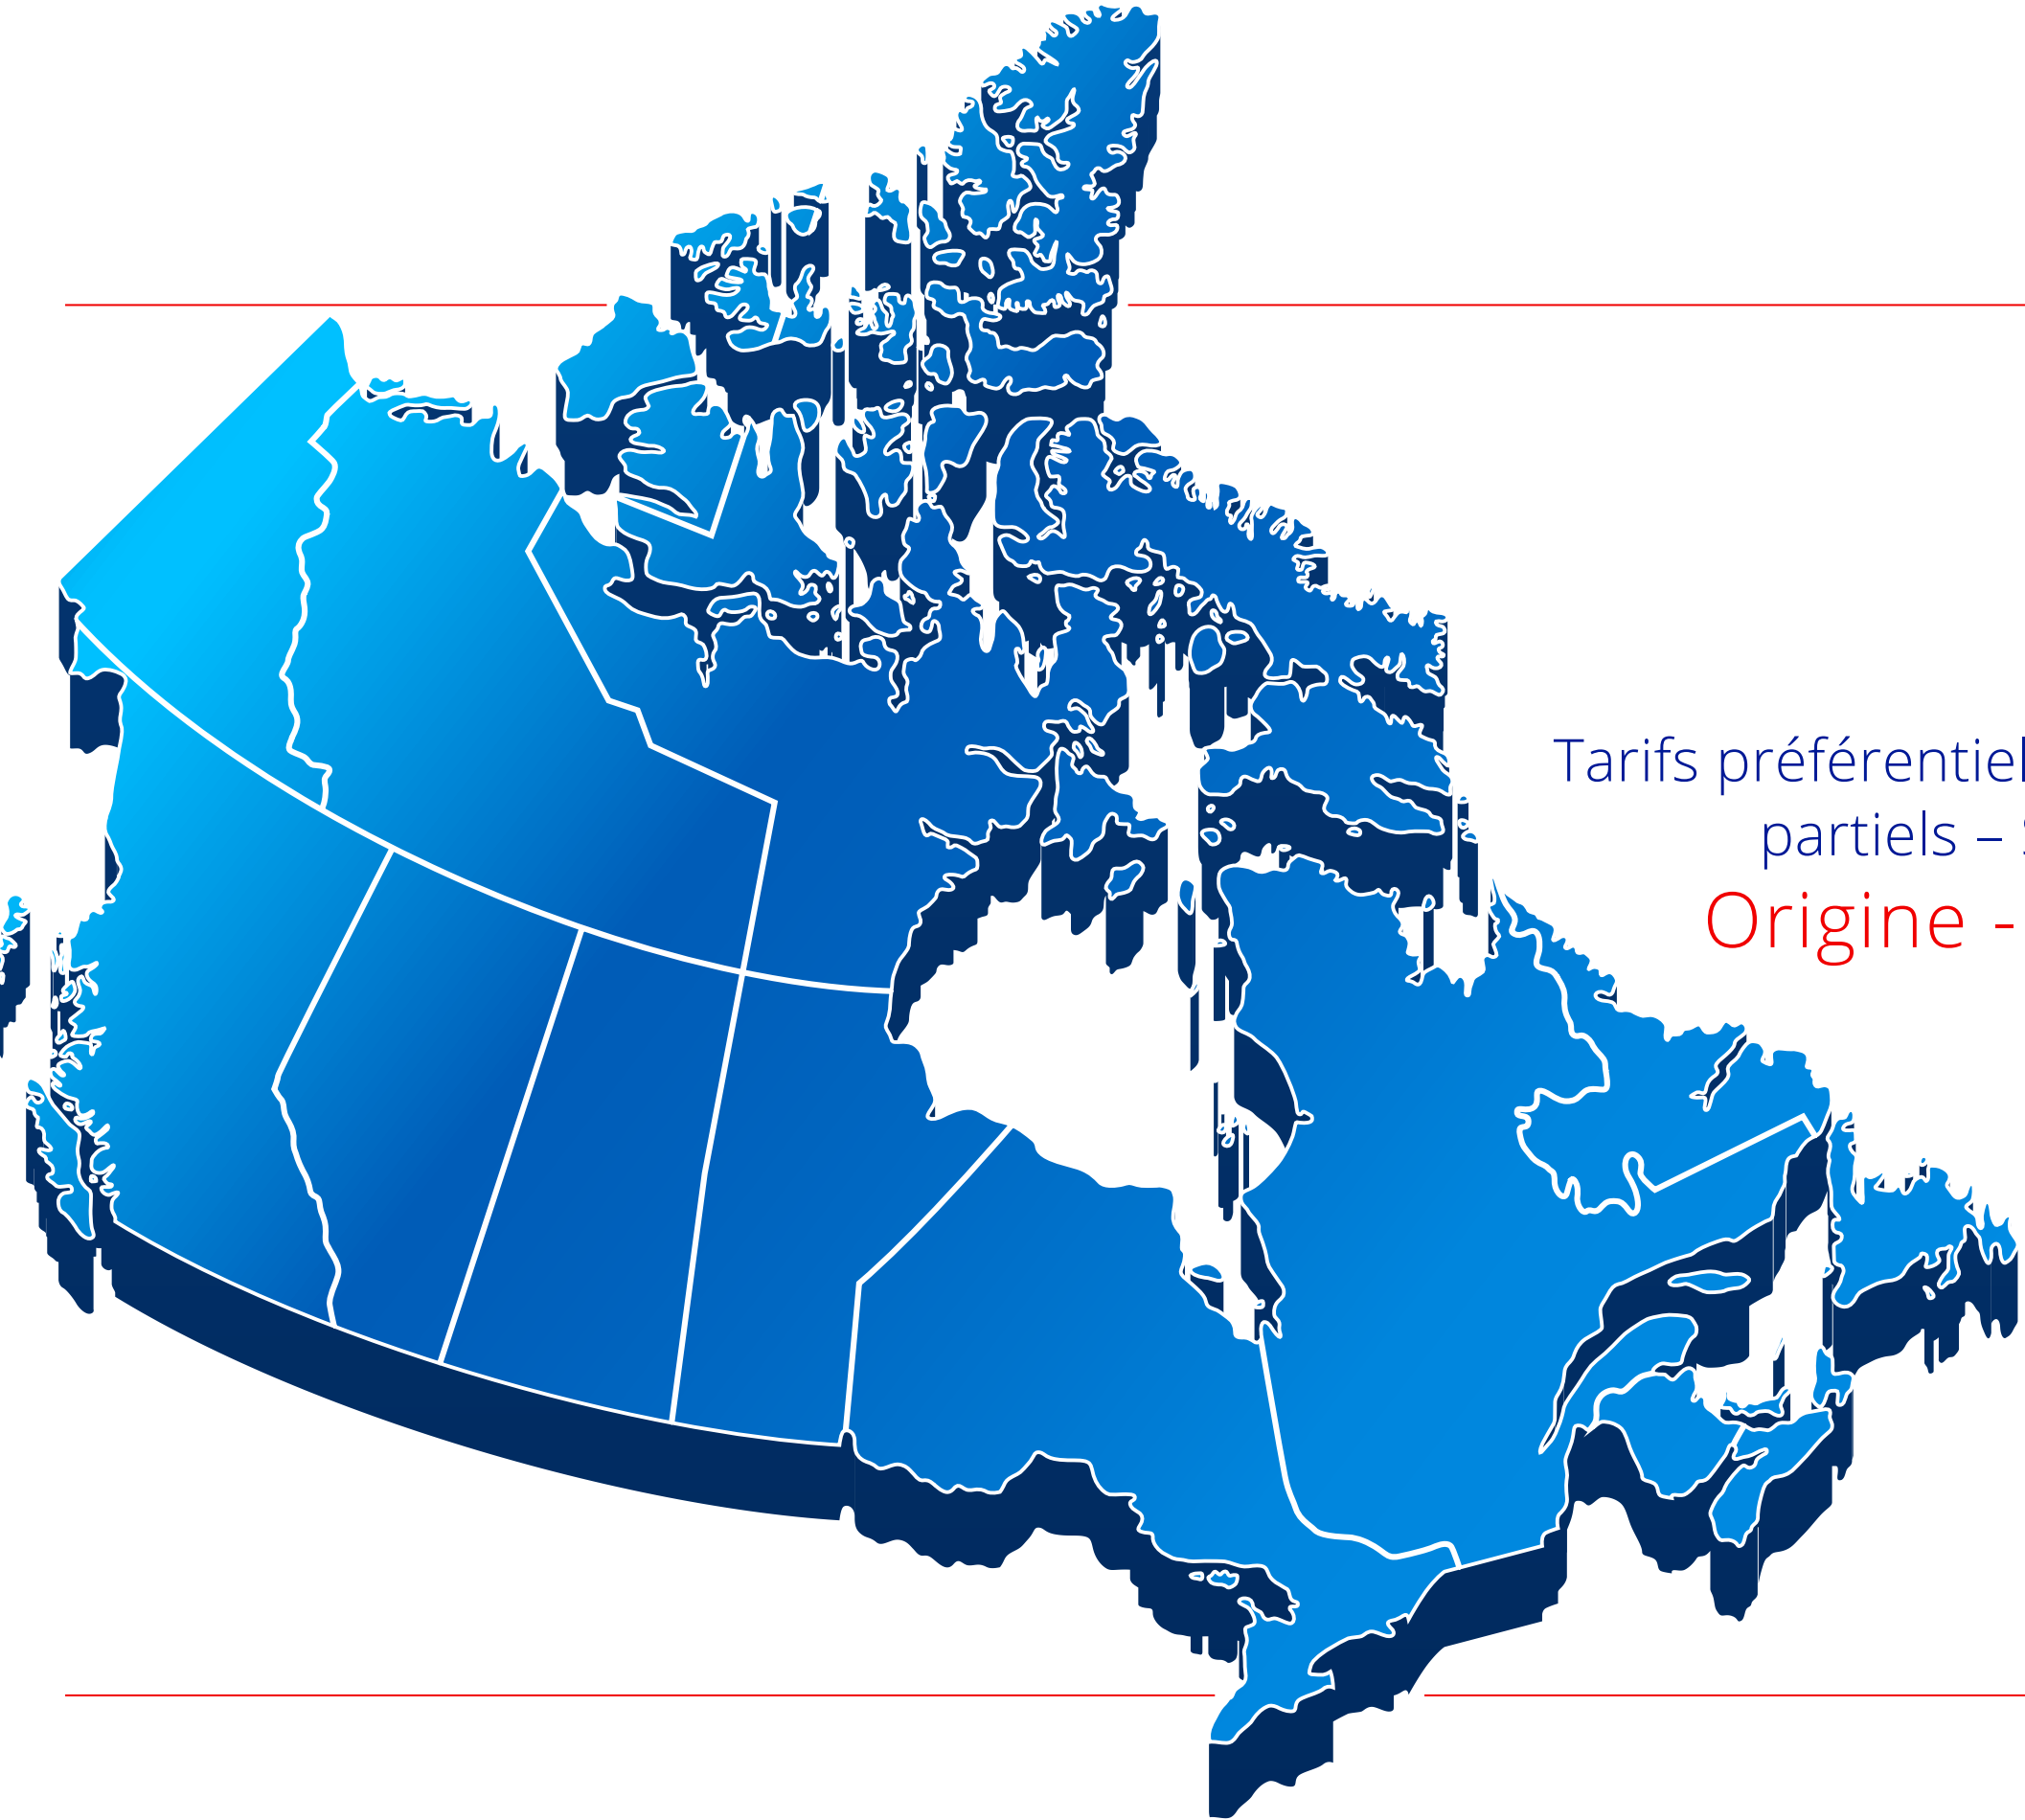 Tarifs préférentiel
partiels –
Origine -